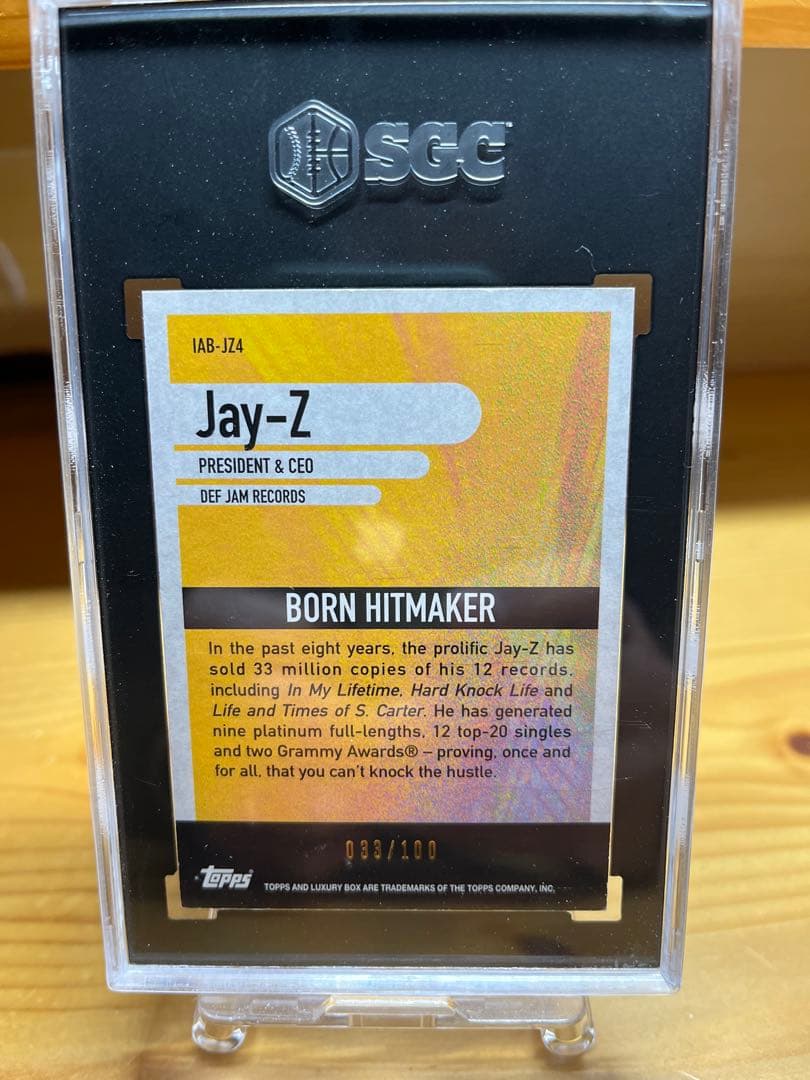 SGC
IAB-JZ4
Jay-Z
PRESIDENT & CEO
DEF JAM RECORDS
BORN HITMAKER
In the past eight years, the prolific Jay-Z has
sold 33 million copies of his 12 records,
including In My Lifetime, Hard Knock Life and
Life and Times of S. Carter. He has generated
nine platinum full-lengths, 12 top-20 singles
and two Grammy Awards® – proving, once and
for all, that you can't knock the hustle.
033/100
Topps TOPPS AND LUXURY BOX ARE TRADEMARKS OF THE TOPPS COMPANY, INC.